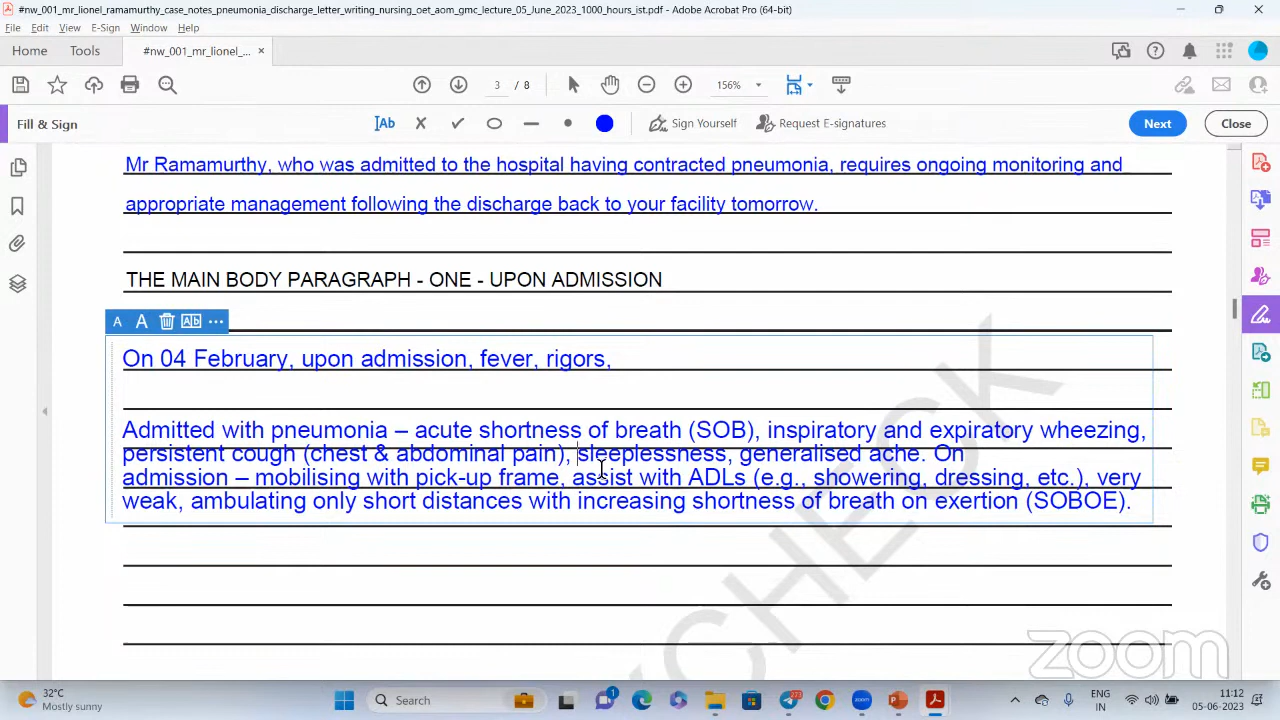 #nw_001_mr_lionel_ramamurthy_case_notes_pneumonia_discharge_letter_writing_nursing_oet_eom_gmc_lecture_05_june_2023_1000_hours_ist.pdf - Adobe Acrobat Pro (64-bit)
File Edit View E-Sign Window Help
Home Tools #nw_001_mr_lionel_... ×
3 / 8 156%
Fill & Sign Ab Sign Yourself Request E-signatures Next Close
Mr Ramamurthy, who was admitted to the hospital having contracted pneumonia, requires ongoing monitoring and
appropriate management following the discharge back to your facility tomorrow.
THE MAIN BODY PARAGRAPH - ONE - UPON ADMISSION
A A Ab ...
On 04 February, upon admission, fever, rigors,
Admitted with pneumonia – acute shortness of breath (SOB), inspiratory and expiratory wheezing,
persistent cough (chest & abdominal pain), sleeplessness, generalised ache. On
admission – mobilising with pick-up frame, assist with ADLs (e.g., showering, dressing, etc.), very
weak, ambulating only short distances with increasing shortness of breath on exertion (SOBOE).
CHECK
zoom
32°C
Mostly sunny
Search
1
273
ENG
IN
11:12
05-06-2023